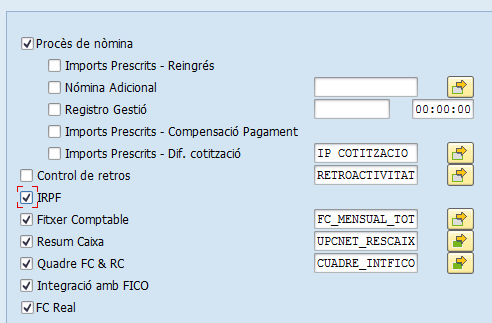 Procès de nòmina
Imports Prescrits - Reingrés
Nómina Adicional
Registro Gestió 00:00:00
Imports Prescrits - Compensació Pagament
Imports Prescrits - Dif. cotització IP COTITZACIO
Control de retros RETROACTIVITAT
IRPF
Fitxer Comptable FC_MENSUAL_TOT
Resum Caixa UPCNET_RESCAIX
Quadre FC & RC CUADRE_INTFICO
Integració amb FICO
FC Real